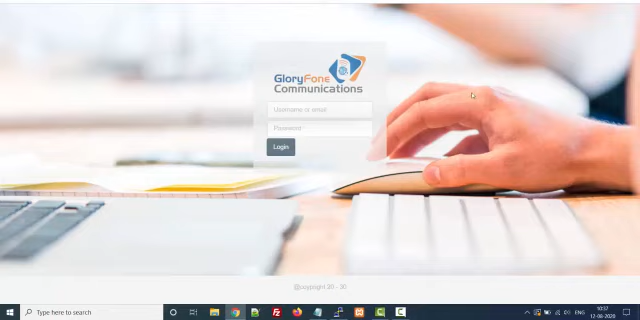 GloryFone
Communications
Username or email
Password
Login
@copyright 20 - 30
Type here to search
ENG
10:37
12-08-2020